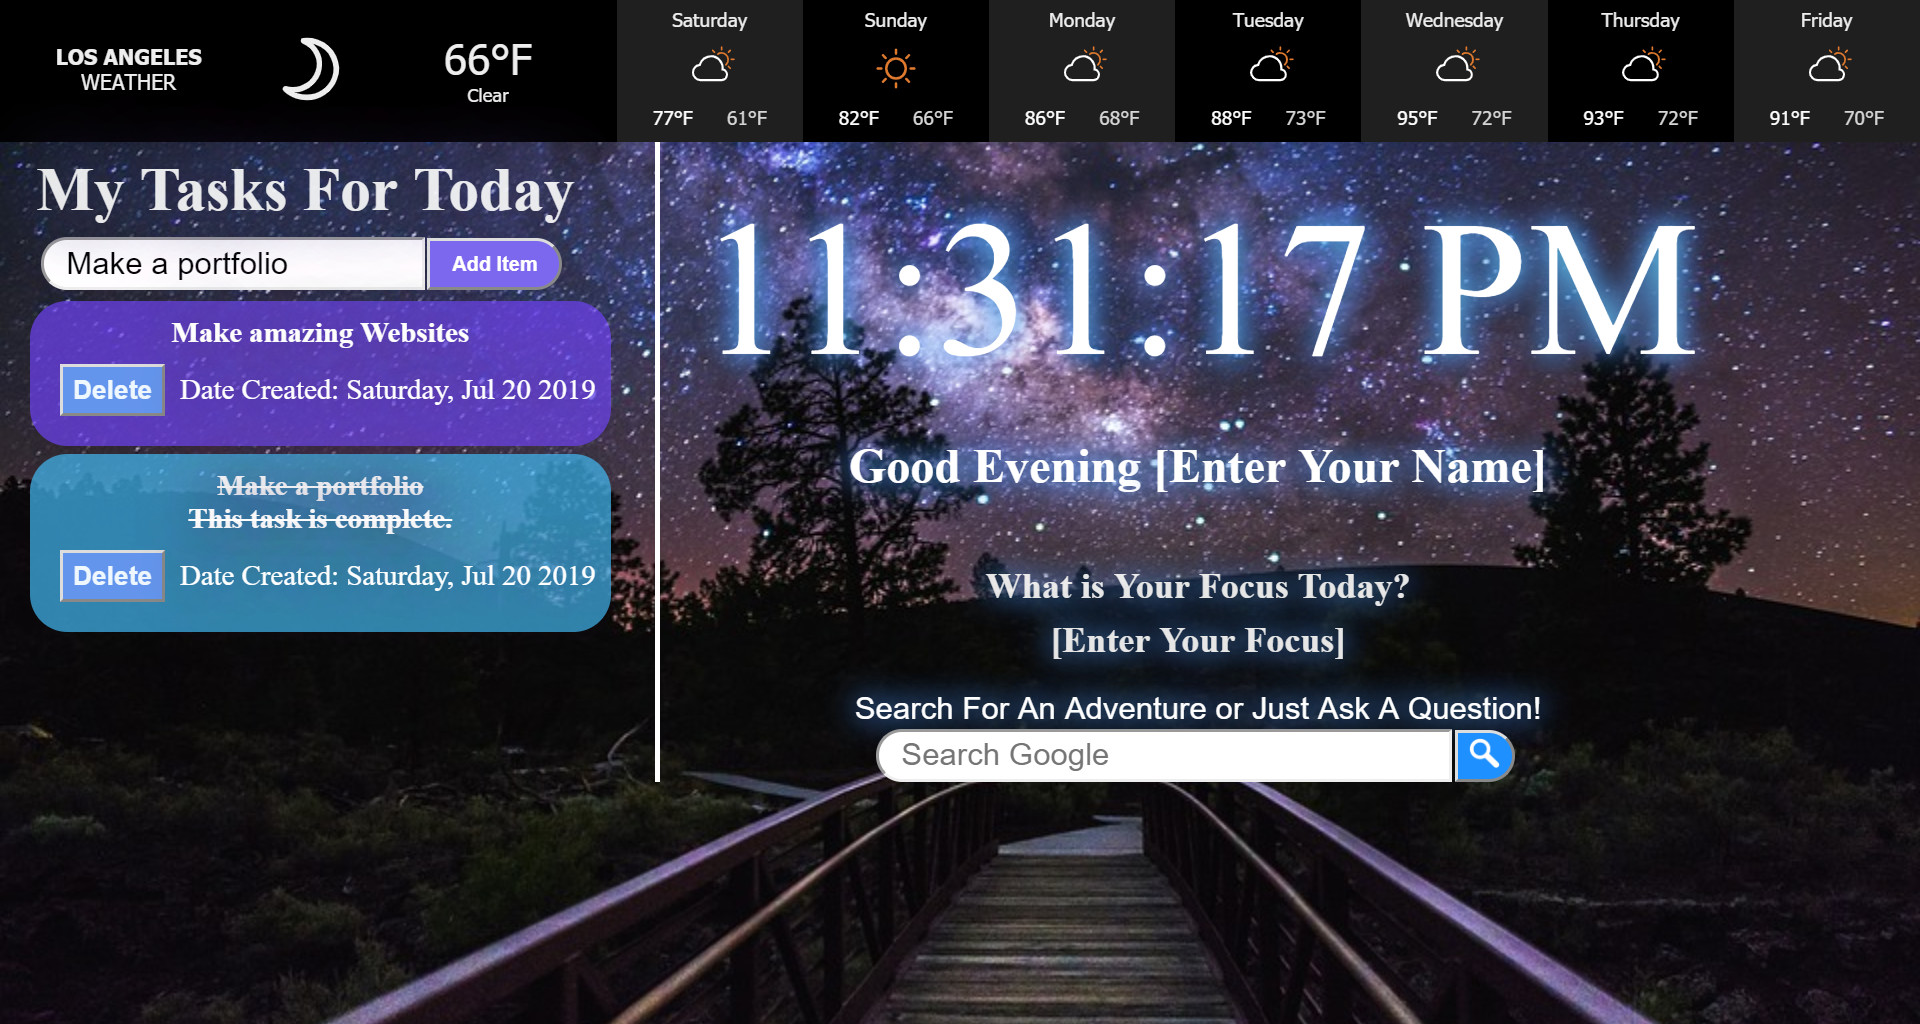 LOS ANGELES
WEATHER
66°F
Clear
Saturday
77°F 61°F
Sunday
82°F 66°F
Monday
86°F 68°F
Tuesday
88°F 73°F
Wednesday
95°F 72°F
Thursday
93°F 72°F
Friday
91°F 70°F
My Tasks For Today
Make a portfolio
Add Item
Make amazing Websites
Delete Date Created: Saturday, Jul 20 2019
Make a portfolio
This task is complete.
Delete Date Created: Saturday, Jul 20 2019
11:31:17 PM
Good Evening [Enter Your Name]
What is Your Focus Today?
[Enter Your Focus]
Search For An Adventure or Just Ask A Question!
Search Google